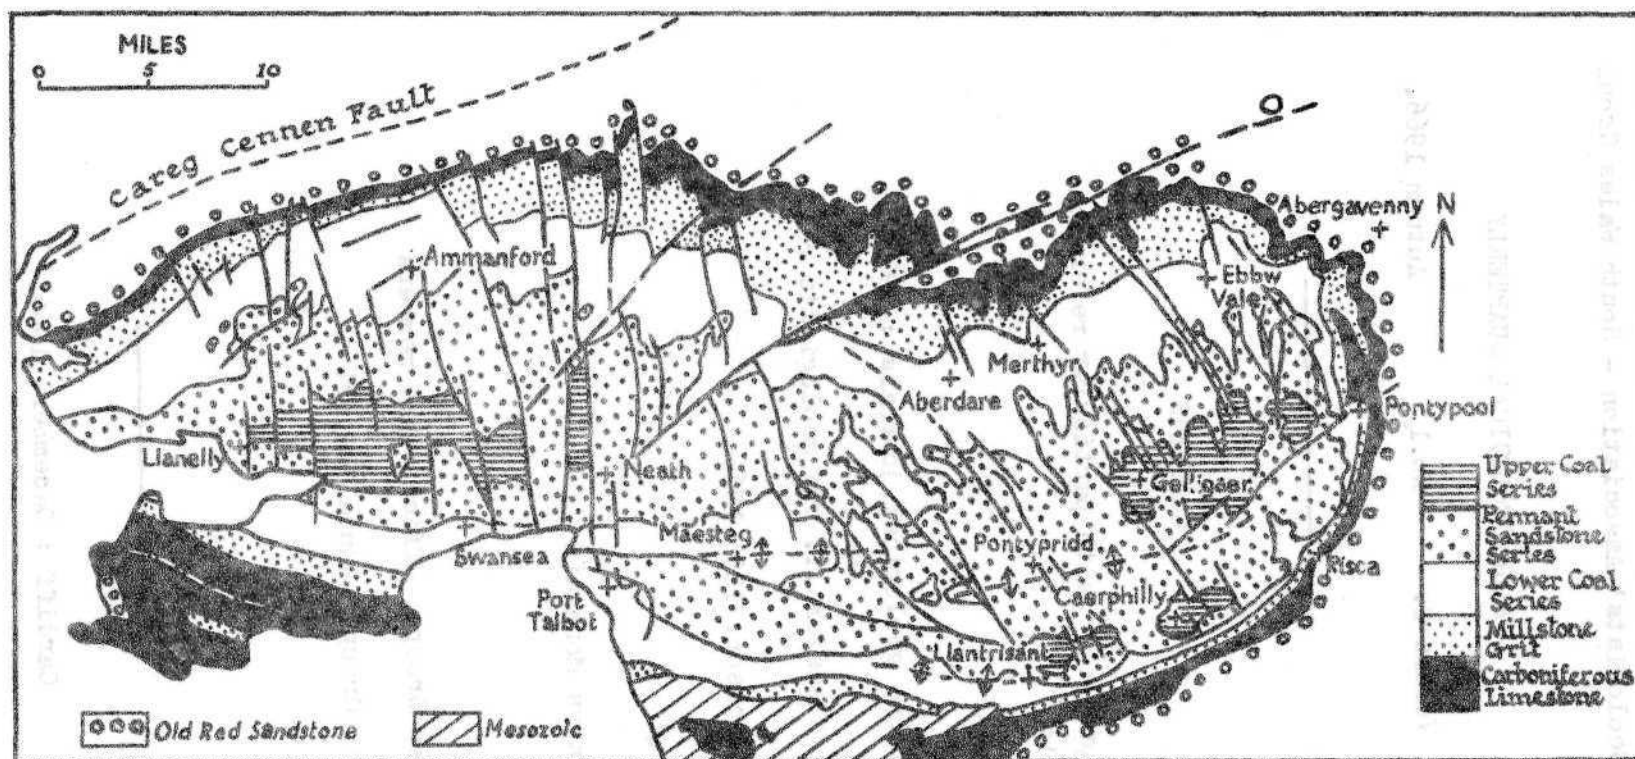 MILES
0 5 10
Careg Cennen Fault
Abergavenny
N
Ammanford
Ebbw
Vale
Merthyr
Aberdare
Pontypool
Llanelly
Neath
Gelligaer
Maesteg
Pontypridd
Swansea
Risca
Port
Talbot
Caerphilly
Llantrisant
Upper Coal
Series
Pennant
Sandstone
Series
Lower Coal
Series
Millstone
Grit
Carboniferous
Limestone
Old Red Sandstone
Mesozoic